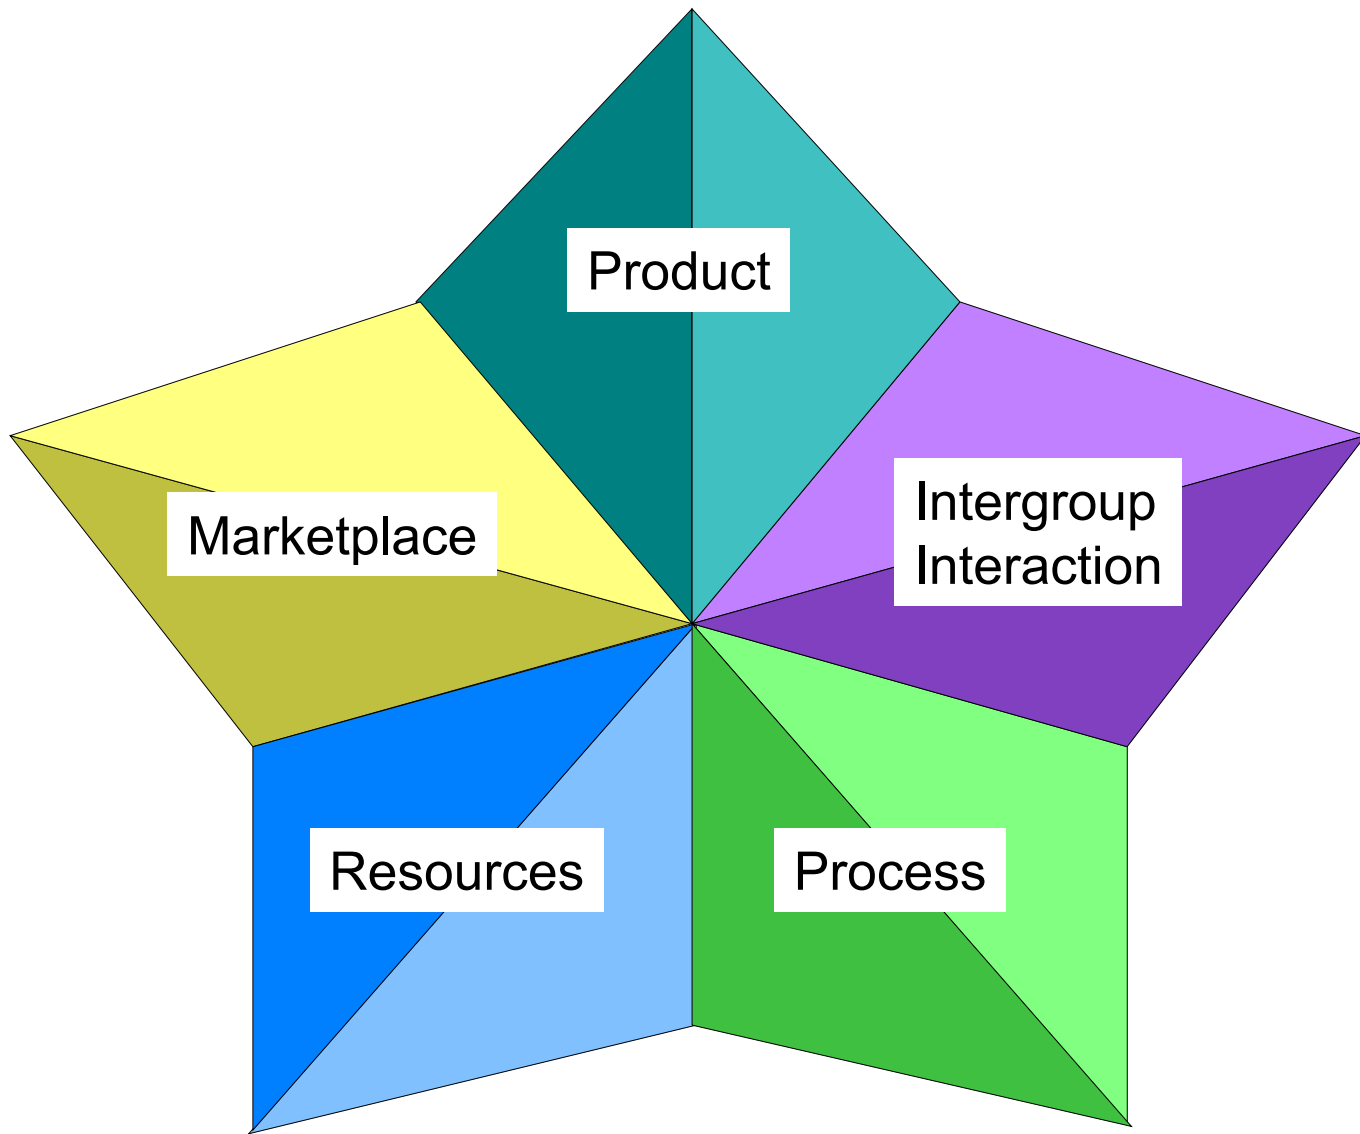 Product
Intergroup
Interaction
Marketplace
Resources
Process